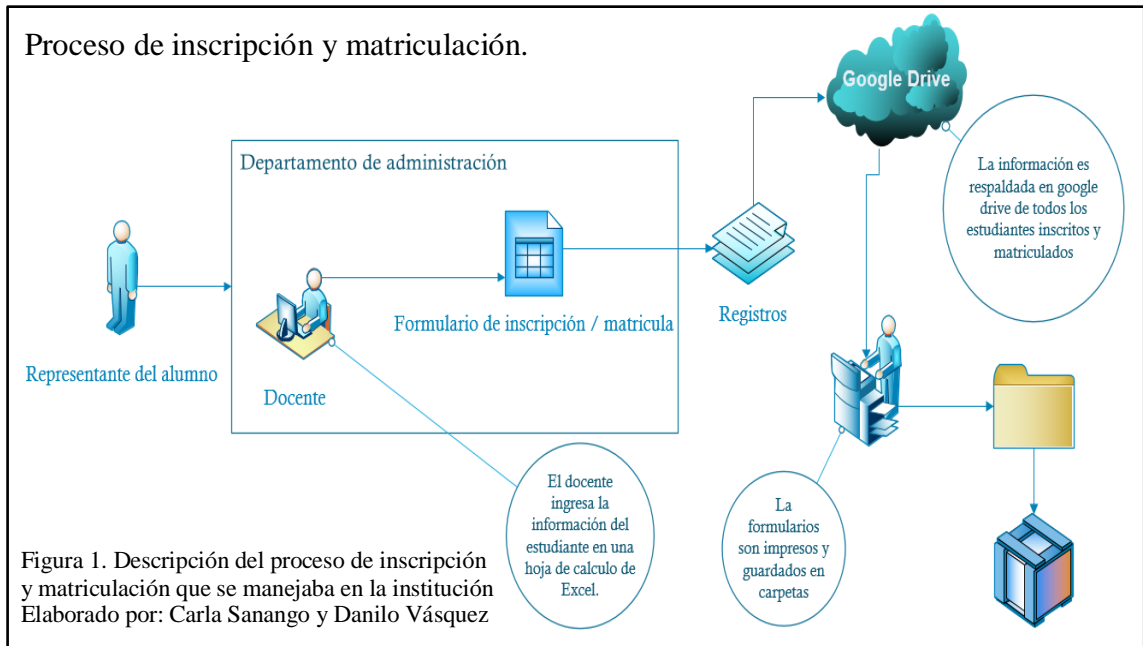 Proceso de inscripción y matriculación.
Google Drive
Departamento de administración
La información es
respaldada en google
drive de todos los
estudiantes inscritos y
matriculados
Formulario de inscripción / matricula
Registros
Representante del alumno
Docente
El docente
ingresa la
información del
estudiante en una
hoja de calculo de
Excel.
La
formularios
son impresos y
guardados en
carpetas
Figura 1. Descripción del proceso de inscripción
y matriculación que se manejaba en la institución
Elaborado por: Carla Sanango y Danilo Vásquez